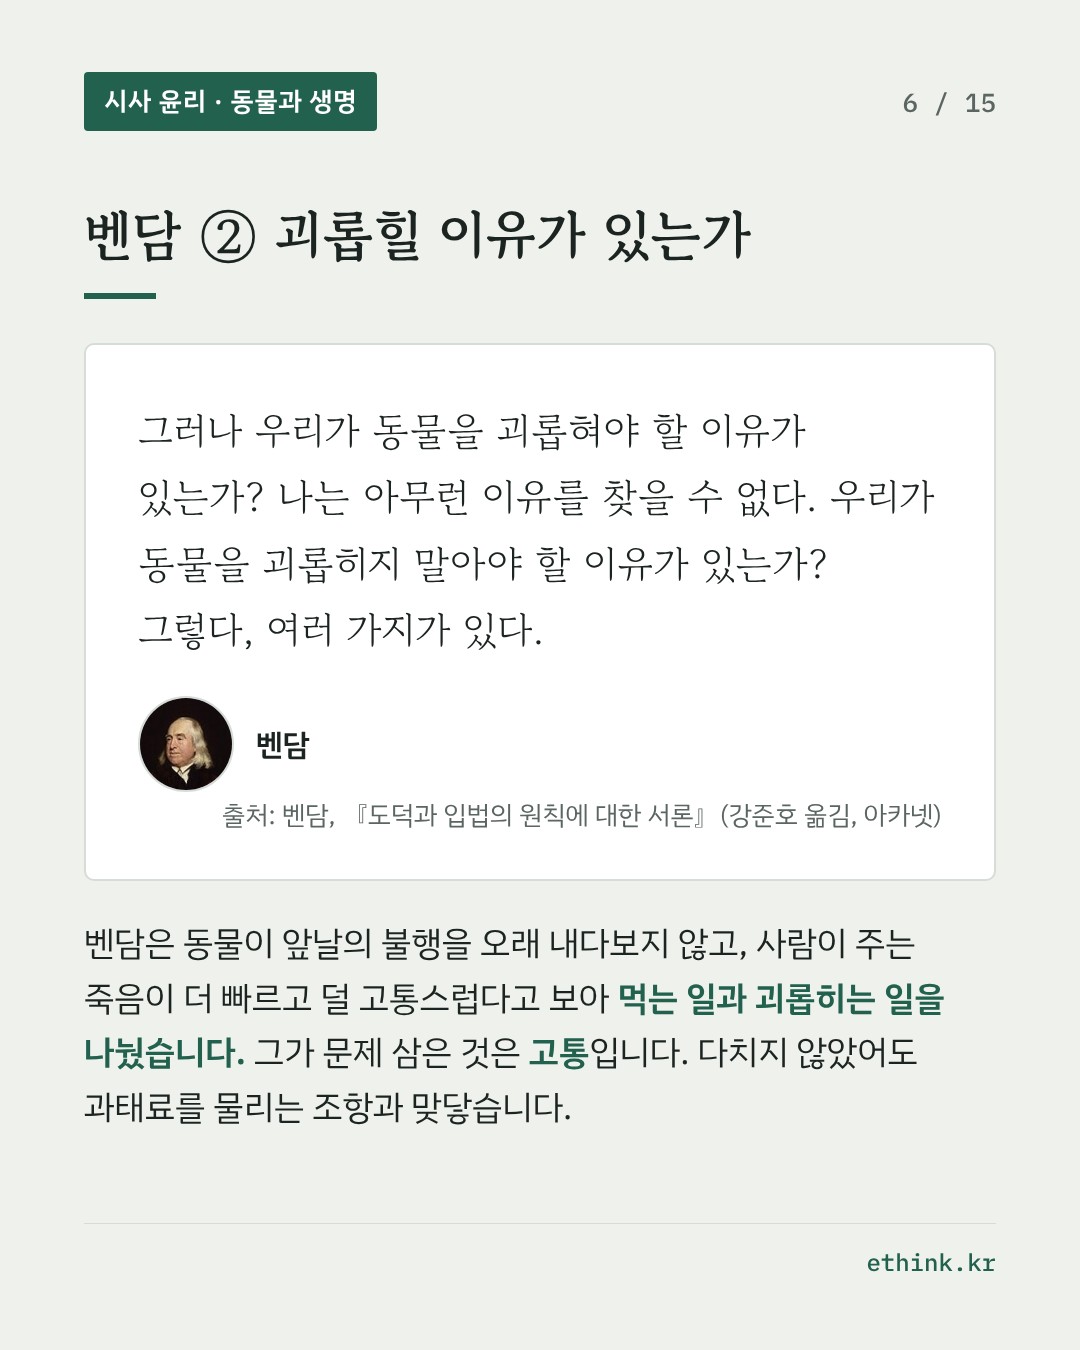 시사 윤리 · 동물과 생명
6 / 15
벤담 ② 괴롭힐 이유가 있는가
그러나 우리가 동물을 괴롭혀야 할 이유가
있는가? 나는 아무런 이유를 찾을 수 없다. 우리가
동물을 괴롭히지 말아야 할 이유가 있는가?
그렇다, 여러 가지가 있다.
벤담
출처: 벤담, 『도덕과 입법의 원칙에 대한 서론』(강준호 옮김, 아카넷)
벤담은 동물이 앞날의 불행을 오래 내다보지 않고, 사람이 주는
죽음이 더 빠르고 덜 고통스럽다고 보아 먹는 일과 괴롭히는 일을
나눴습니다. 그가 문제 삼은 것은 고통입니다. 다치지 않았어도
과태료를 물리는 조항과 맞닿습니다.
ethink.kr